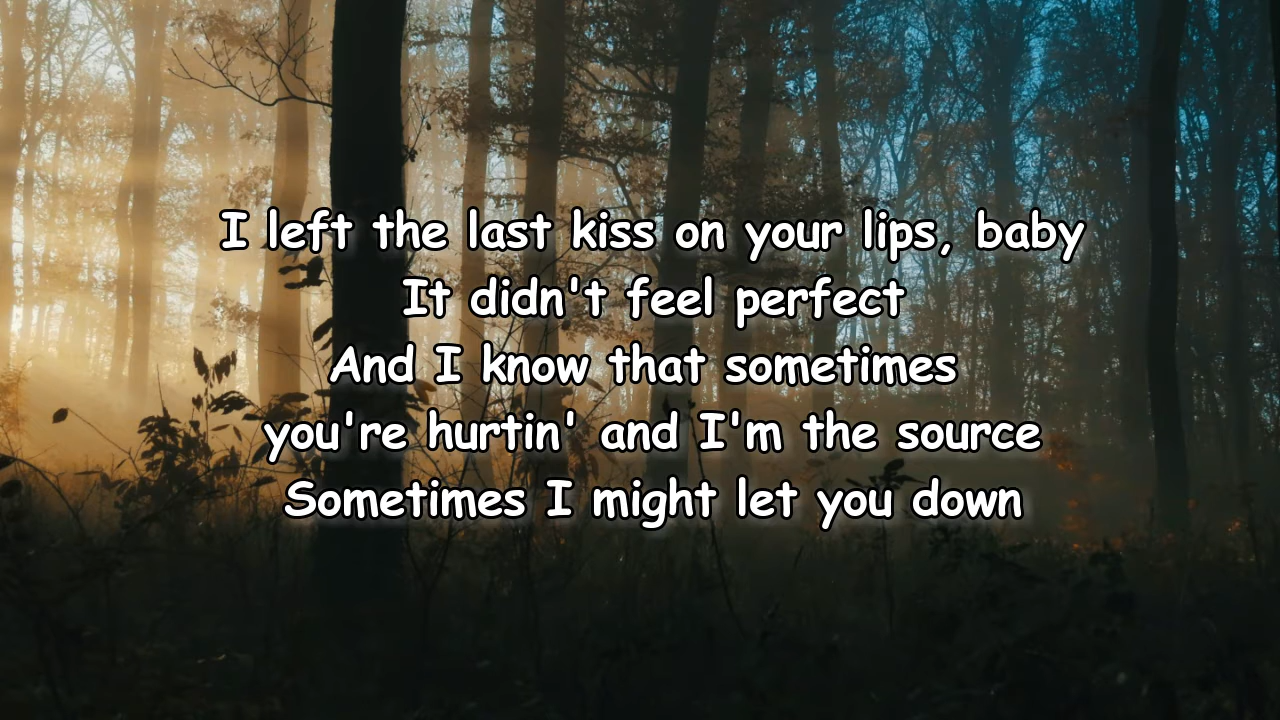 I left the last kiss on your lips, baby
It didn't feel perfect
And I know that sometimes
you're hurtin' and I'm the source
Sometimes I might let you down